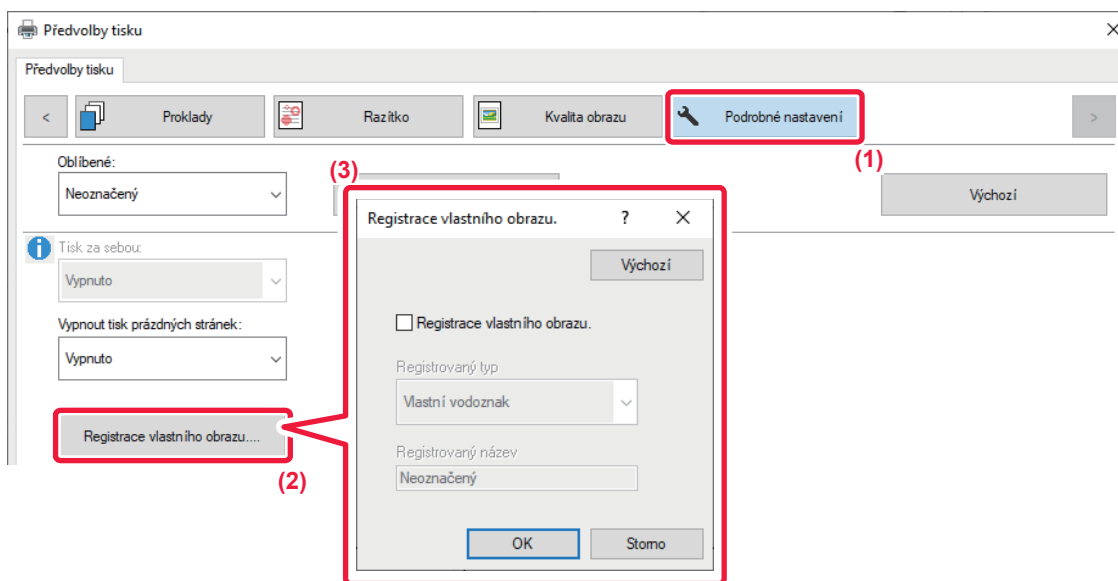 Předvolby tisku
Předvolby tisku
< Proklady Razítko Kvalita obrazu Podrobné nastavení >
(1)
Oblíbené:
Neoznačený
Výchozí
Tisk za sebou:
Vypnuto
Vypnout tisk prázdných stránek:
Vypnuto
Registrace vlastního obrazu....
(2)
(3)
Registrace vlastního obrazu. ?
Výchozí
Registrace vlastního obrazu.
Registrovaný typ
Vlastní vodoznak
Registrovaný název
Neoznačený
OK Storno